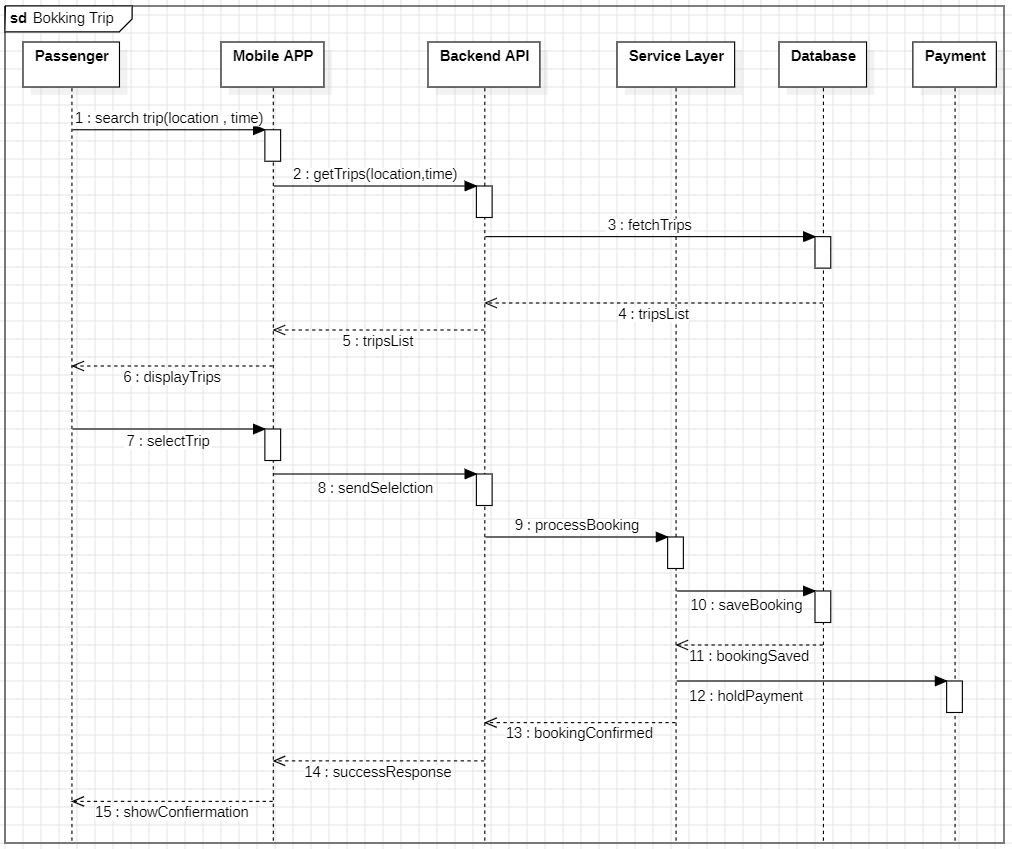 sd Bokking Trip
Passenger
Mobile APP
Backend API
Service Layer
Database
Payment
1 : search trip(location , time)
2 : getTrips(location,time)
3 : fetchTrips
4 : tripsList
5 : tripsList
6 : displayTrips
7 : selectTrip
8 : sendSelelction
9 : processBooking
10 : saveBooking
11 : bookingSaved
12 : holdPayment
13 : bookingConfirmed
14 : successResponse
15 : showConfiermation